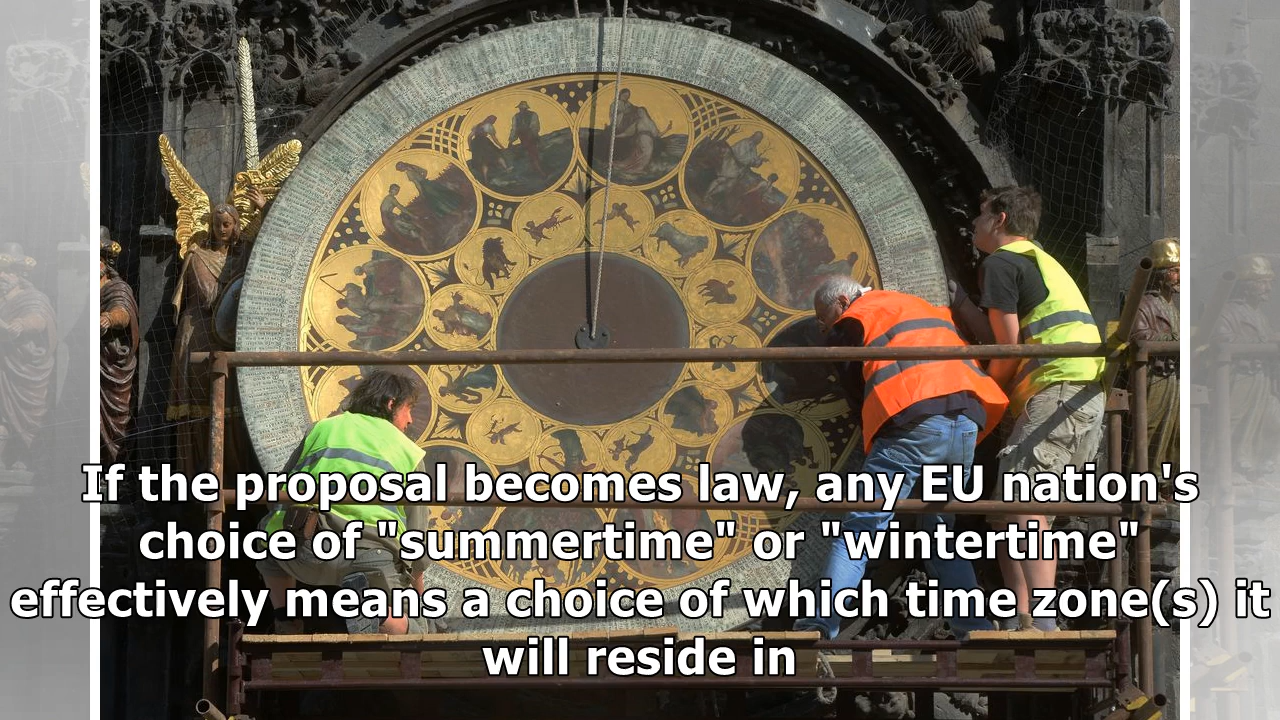 If the proposal becomes law, any EU nation's
choice of "summertime" or "wintertime"
effectively means a choice of which time zone(s) it
will reside in